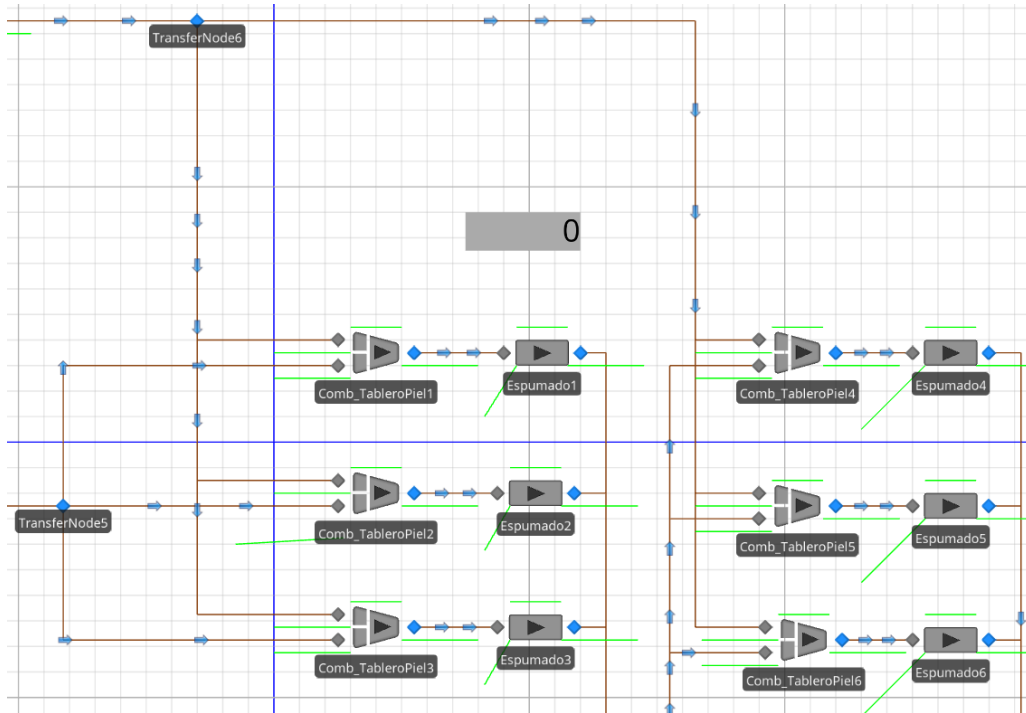 TransferNode6
0
Comb_TableroPiel1
Espumado1
Comb_TableroPiel4
Espumado4
TransferNode5
Comb_TableroPiel2
Espumado2
Comb_TableroPiel5
Espumado5
Comb_TableroPiel3
Espumado3
Comb_TableroPiel6
Espumado6